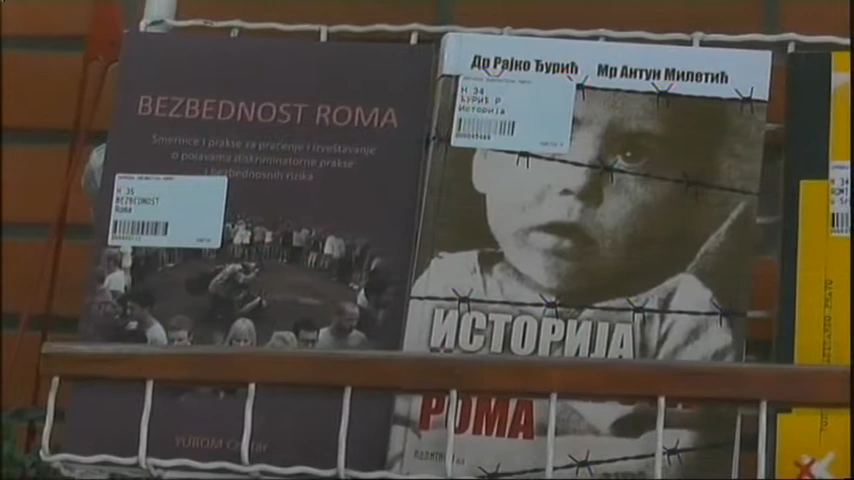 BEZBEDNOST ROMA
Smernice i prakse za praćenje i izveštavanje
o pojavama diskriminatorne prakse
i bezbednosnih rizika
H 35
BEZBEDNOST
Roma
YUROM Centar
Др Рајко Ђурић Мр Антун Милетић
H 34
ЂУРИЋ Р
Историја
ИСТОРИЈА
РОМА
H 34